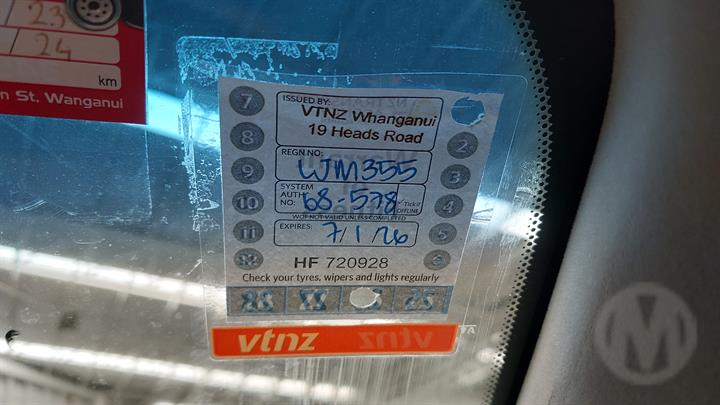 /23
/24
km
n St. Wanganui
7
8
9
10
11
12
ISSUED BY:
VTNZ Whanganui
19 Heads Road
REGN NO:
WM355
SYSTEM
AUTH
NO:
68-578
Tick if
OFFLINE
WOF NOT VALID UNLESS COMPLETED
EXPIRES:
7/1/26
2
3
4
5
6
HF 720928
Check your tyres, wipers and lights regularly
vtnz
vtnz
M